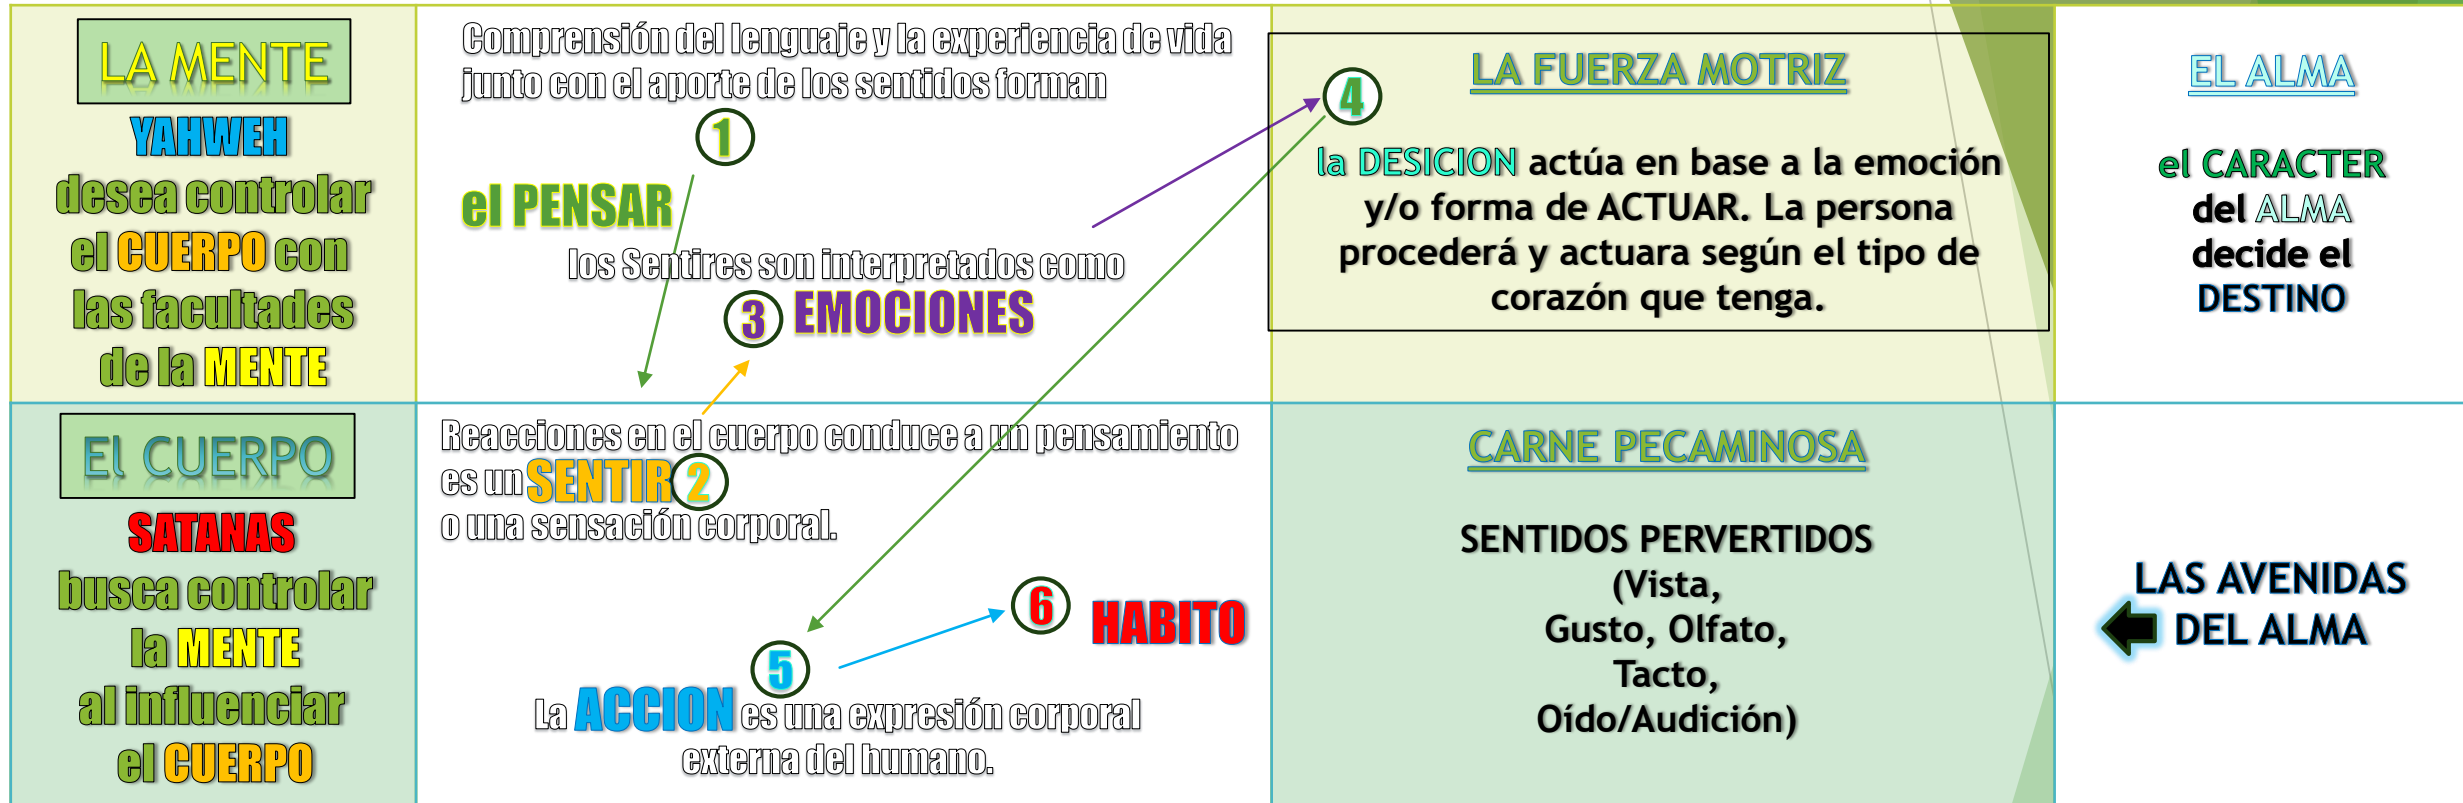 LA MENTE
YAHWEH
desea controlar
el CUERPO con
las facultades
de la MENTE
Comprensión del lenguaje y la experiencia de vida
junto con el aporte de los sentidos forman
1
el PENSAR
los Sentires son interpretados como
3 EMOCIONES
4
LA FUERZA MOTRIZ
la DESICION actúa en base a la emoción
y/o forma de ACTUAR. La persona
procederá y actuara según el tipo de
corazón que tenga.
EL ALMA
el CARACTER
del ALMA
decide el
DESTINO
El CUERPO
SATANAS
busca controlar
la MENTE
al influenciar
el CUERPO
Reacciones en el cuerpo conduce a un pensamiento
es un SENTIR 2
o una sensación corporal.
6 HABITO
5
La ACCION es una expresión corporal
externa del humano.
CARNE PECAMINOSA
SENTIDOS PERVERTIDOS
(Vista,
Gusto, Olfato,
Tacto,
Oído/Audición)
LAS AVENIDAS
DEL ALMA